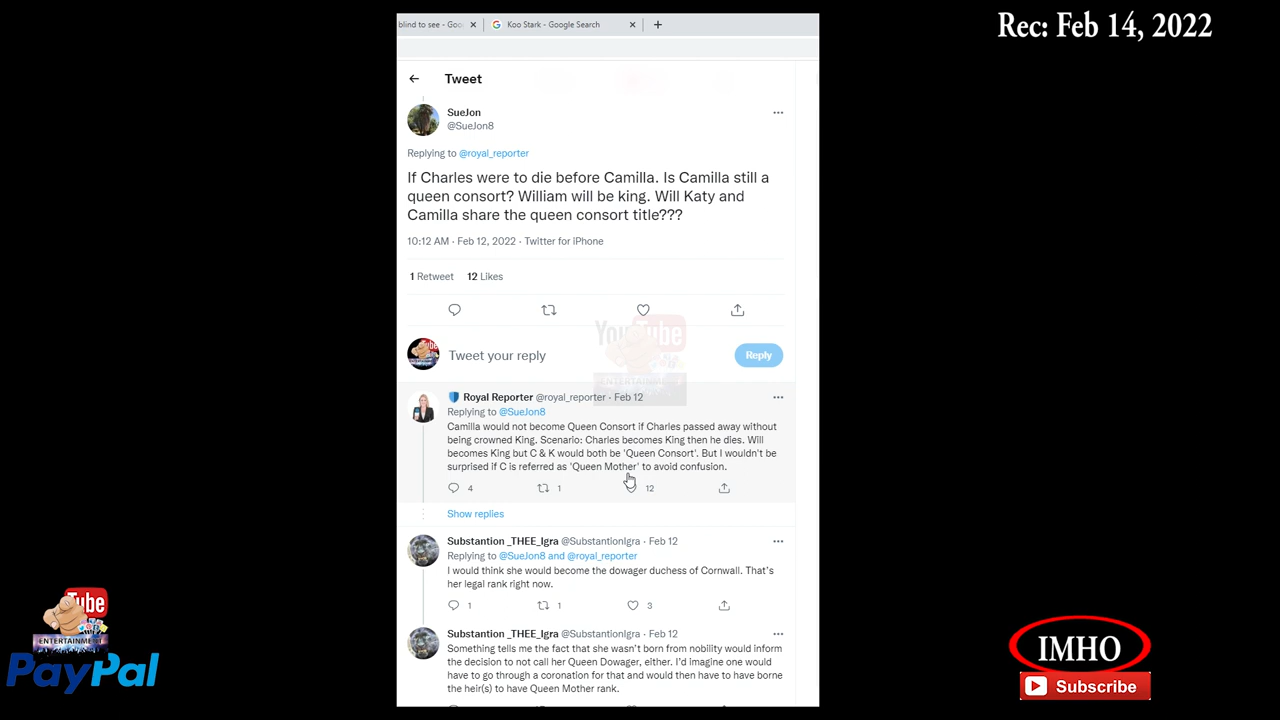 Rec: Feb 14, 2022
blind to see - Goo
Koo Stark - Google Search
Tweet
SueJon
@SueJon8
Replying to @royal_reporter
If Charles were to die before Camilla. Is Camilla still a
queen consort? William will be king. Will Katy and
Camilla share the queen consort title???
10:12 AM · Feb 12, 2022 · Twitter for iPhone
1 Retweet 12 Likes
YouTube
ENTERTAINMENT
Tweet your reply
Reply
Royal Reporter @royal_reporter · Feb 12
Replying to @SueJon8
Camilla would not become Queen Consort if Charles passed away without
being crowned King. Scenario: Charles becomes King then he dies. Will
becomes King but C & K would both be 'Queen Consort'. But I wouldn't be
surprised if C is referred as 'Queen Mother' to avoid confusion.
4 1 12
Show replies
Substantion _THEE_Igra @SubstantionIgra · Feb 12
Replying to @SueJon8 and @royal_reporter
I would think she would become the dowager duchess of Cornwall. That's
her legal rank right now.
1 1 3
Substantion _THEE_Igra @SubstantionIgra · Feb 12
Something tells me the fact that she wasn't born from nobility would inform
the decision to not call her Queen Dowager, either. I'd imagine one would
have to go through a coronation for that and would then have to have borne
the heir(s) to have Queen Mother rank.
Tube
ENTERTAINMENT
PayPal
IMHO
Subscribe